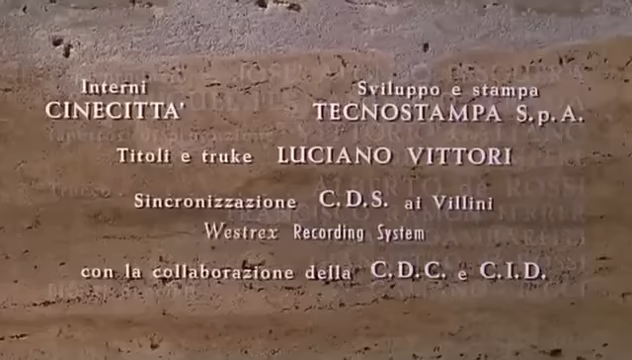 Interni
CINECITTA'
Sviluppo e stampa
TECNOSTAMPA S.p.A.
Titoli e truke LUCIANO VITTORI
Sincronizzazione C.D.S. ai Villini
Westrex Recording System
con la collaborazione della C.D.C. e C.I.D.